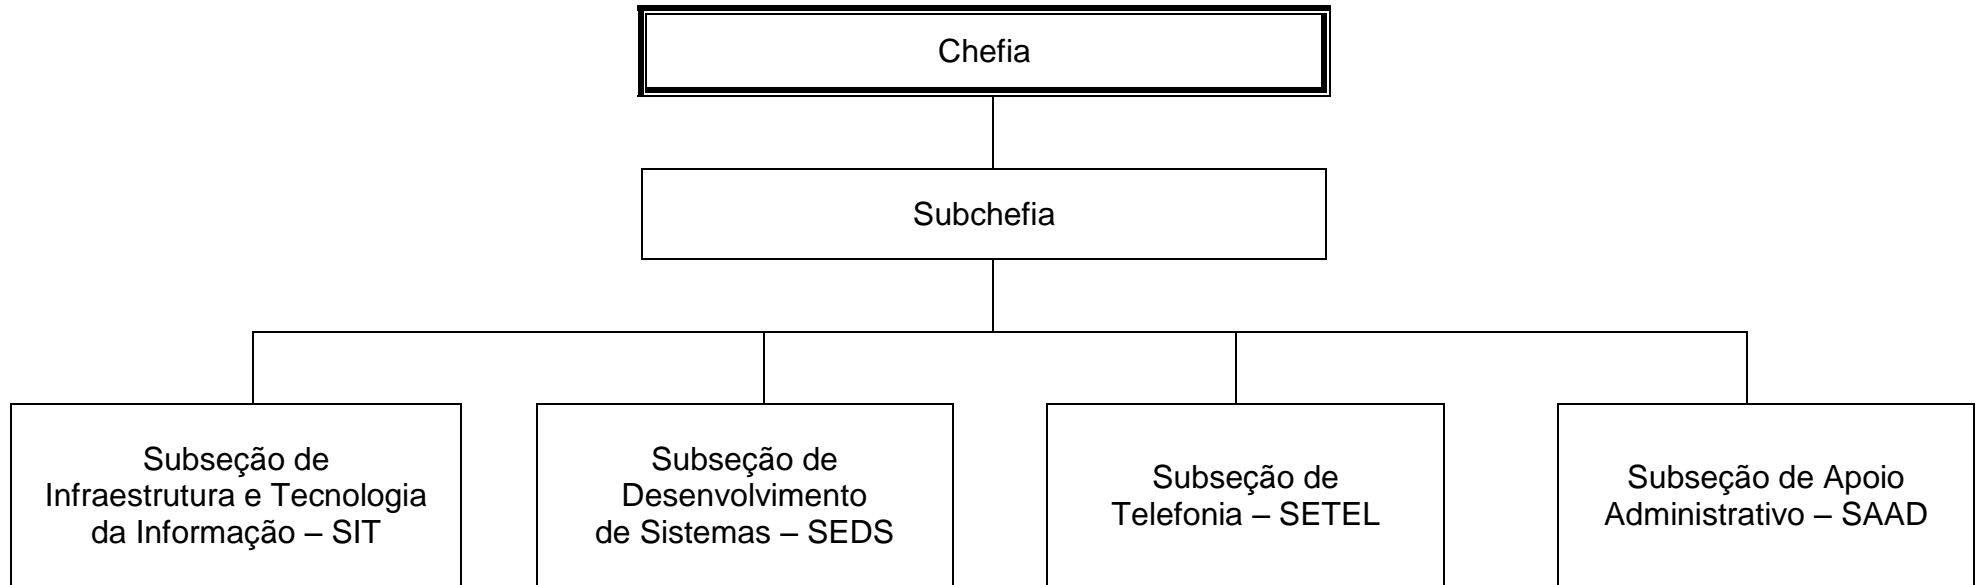 Chefia
Subchefia
Subseção de
Infraestrutura e Tecnologia
da Informação – SIT
Subseção de
Desenvolvimento
de Sistemas – SEDS
Subseção de
Telefonia – SETEL
Subseção de Apoio
Administrativo – SAAD